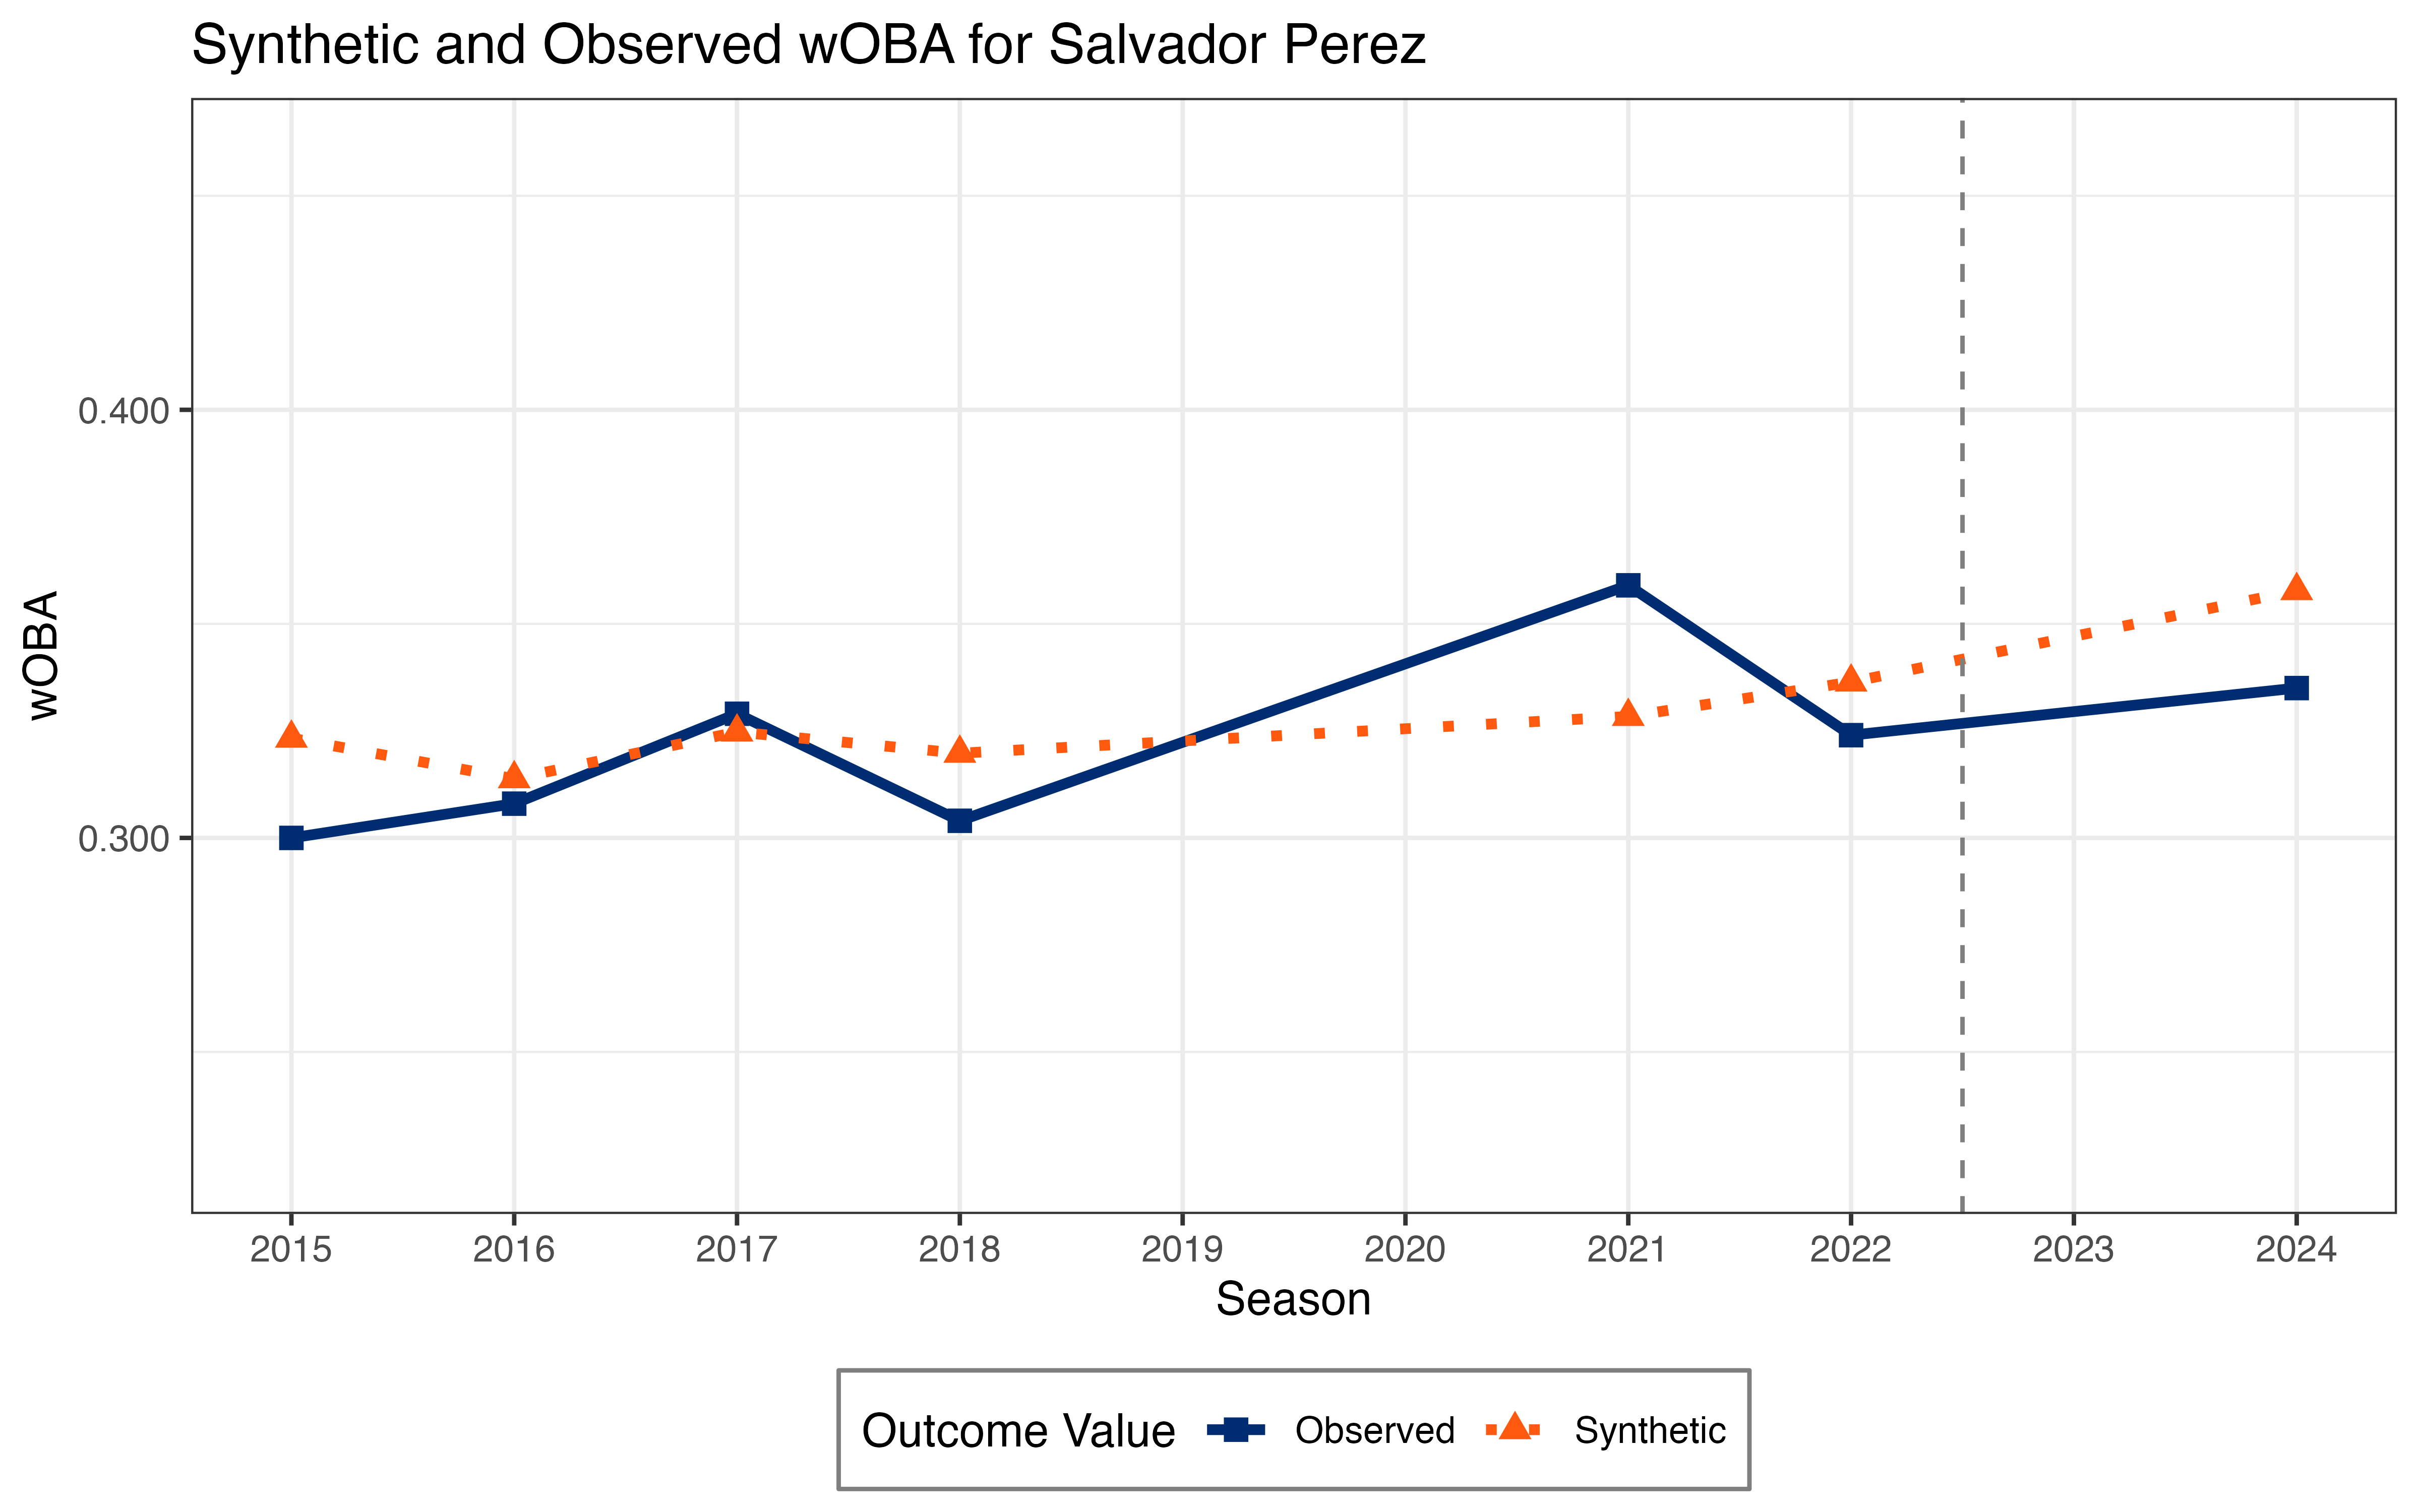 Synthetic and Observed wOBA for Salvador Perez
wOBA
0.400
0.300
2015 2016 2017 2018 2019 2020 2021 2022 2023 2024
Season
Outcome Value Observed Synthetic